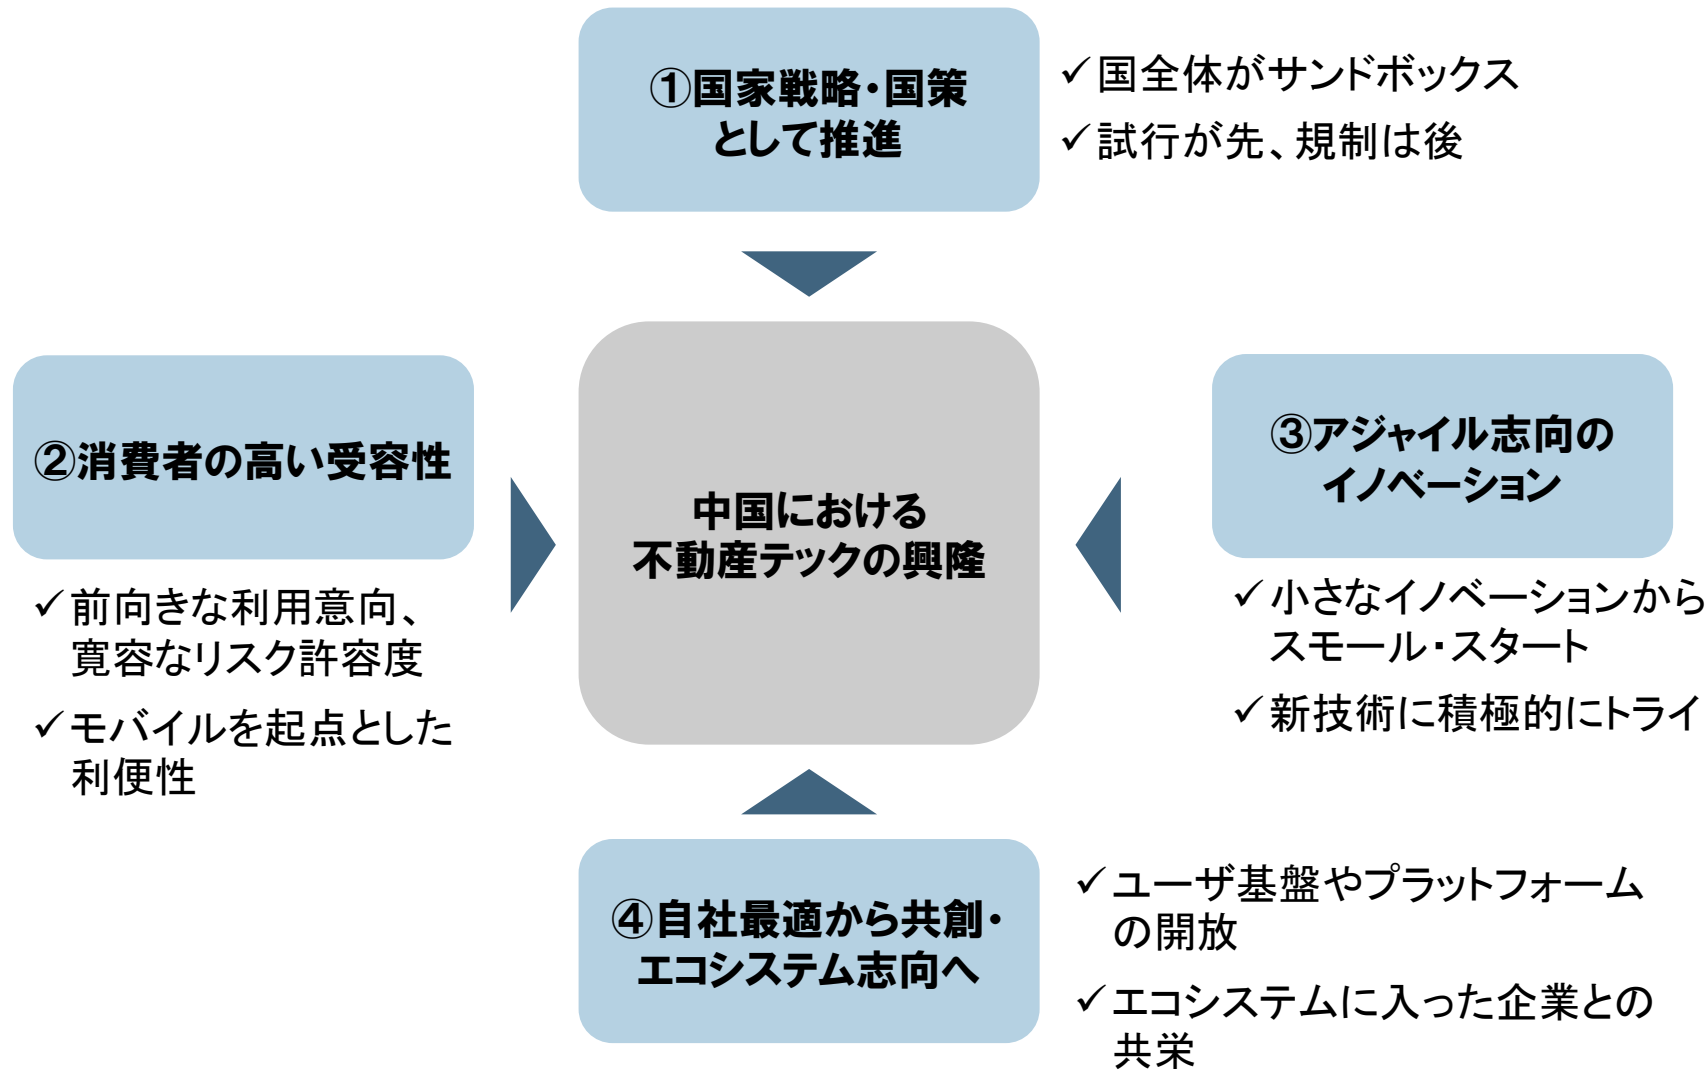 ①国家戦略・国策
として推進
✓国全体がサンドボックス
✓試行が先、規制は後
②消費者の高い受容性
✓前向きな利用意向、
寛容なリスク許容度
✓モバイルを起点とした
利便性
中国における
不動産テックの興隆
③アジャイル志向の
イノベーション
✓小さなイノベーションから
スモール・スタート
✓新技術に積極的にトライ
④自社最適から共創・
エコシステム志向へ
✓ユーザ基盤やプラットフォーム
の開放
✓エコシステムに入った企業との
共栄